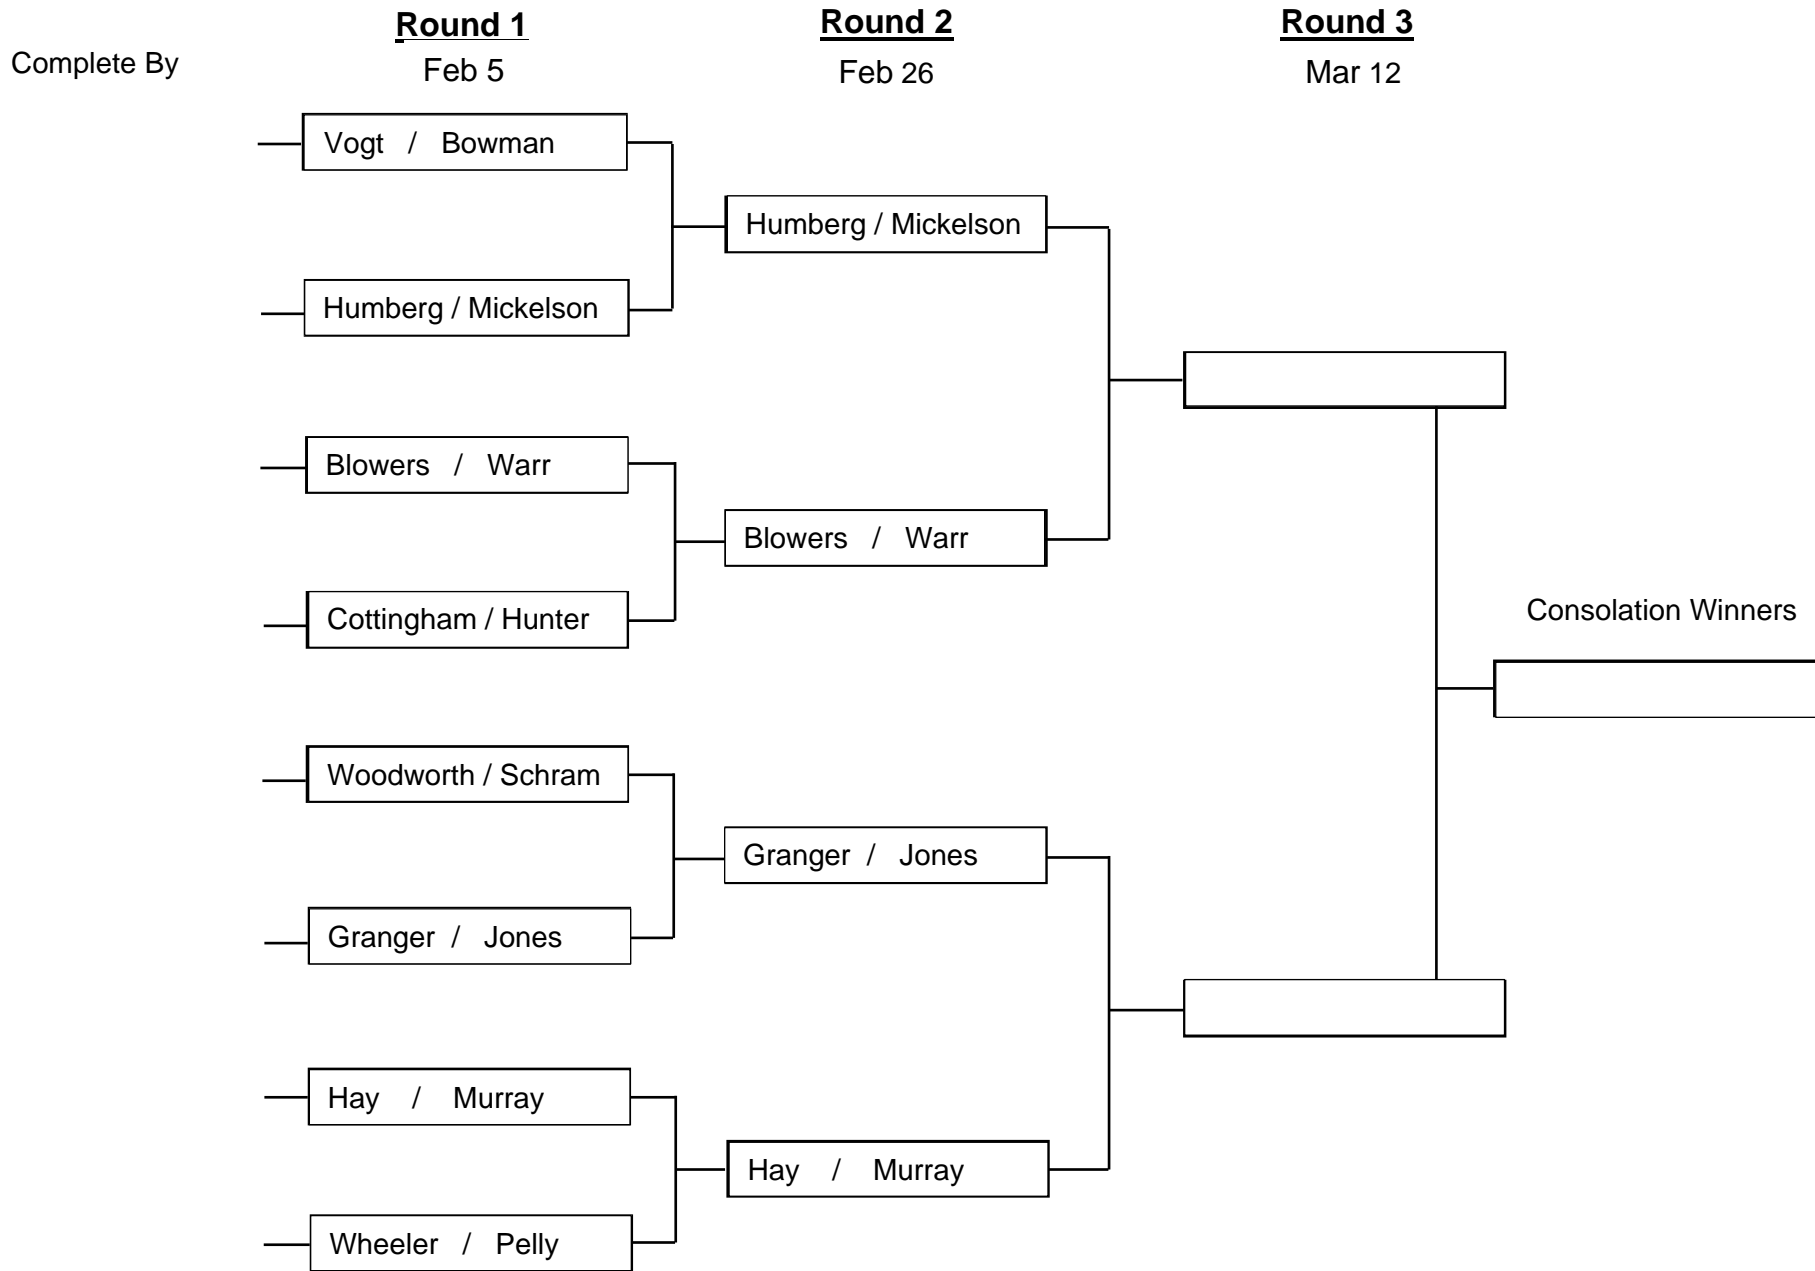 Round 1 Round 2 Round 3
Complete By Feb 5 Feb 26 Mar 12
Vogt / Bowman
Humberg / Mickelson
Humberg / Mickelson
Blowers / Warr
Blowers / Warr
Cottingham / Hunter
Consolation Winners
Woodworth / Schram
Granger / Jones
Granger / Jones
Hay / Murray
Hay / Murray
Wheeler / Pelly